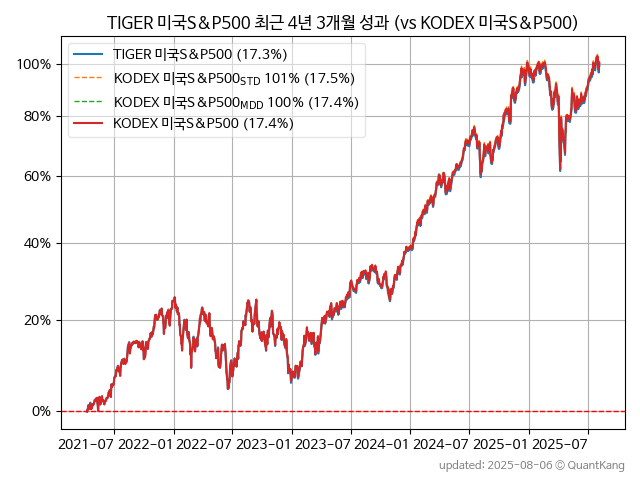 TIGER 미국S&P500 최근 4년 3개월 성과 (vs KODEX 미국S&P500)
TIGER 미국S&P500 (17.3%)
KODEX 미국S&P500STD 101% (17.5%)
KODEX 미국S&P500MDD 100% (17.4%)
KODEX 미국S&P500 (17.4%)
100%
80%
60%
40%
20%
0%
2021-07 2022-01 2022-07 2023-01 2023-07 2024-01 2024-07 2025-01 2025-07
updated: 2025-08-06 © QuantKang